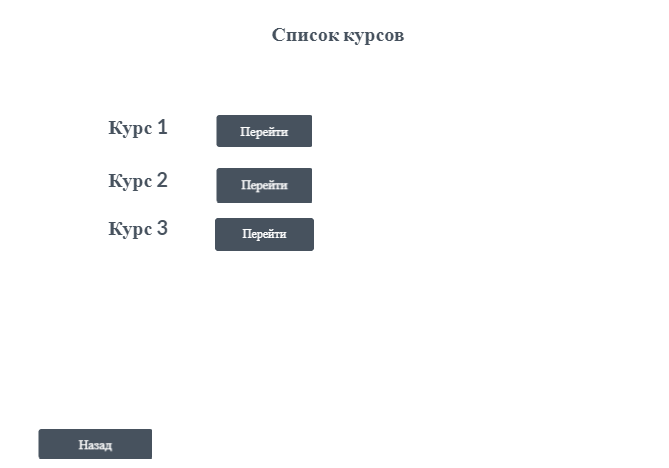 Список курсов
Курс 1 Перейти
Курс 2 Перейти
Курс 3 Перейти
Назад